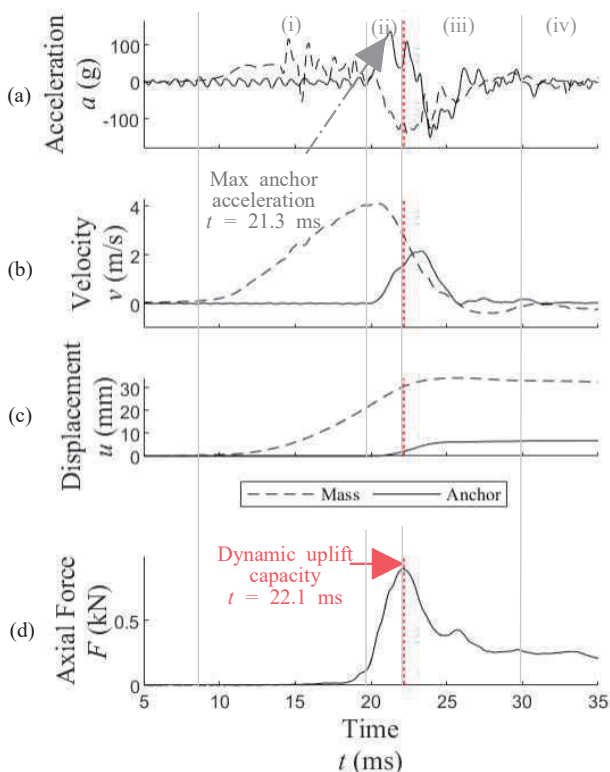 (i)
(ii)
(iii)
(iv)
(a)
Acceleration
a (g)
100
0
-100
Max anchor
acceleration
t = 21.3 ms
(b)
Velocity
v (m/s)
4
2
0
(c)
Displacement
u (mm)
30
20
10
0
Mass
Anchor
(d)
Axial Force
F (kN)
0.5
0
Dynamic uplift
capacity
t = 22.1 ms
5 10 15 20 25 30 35
Time
t (ms)